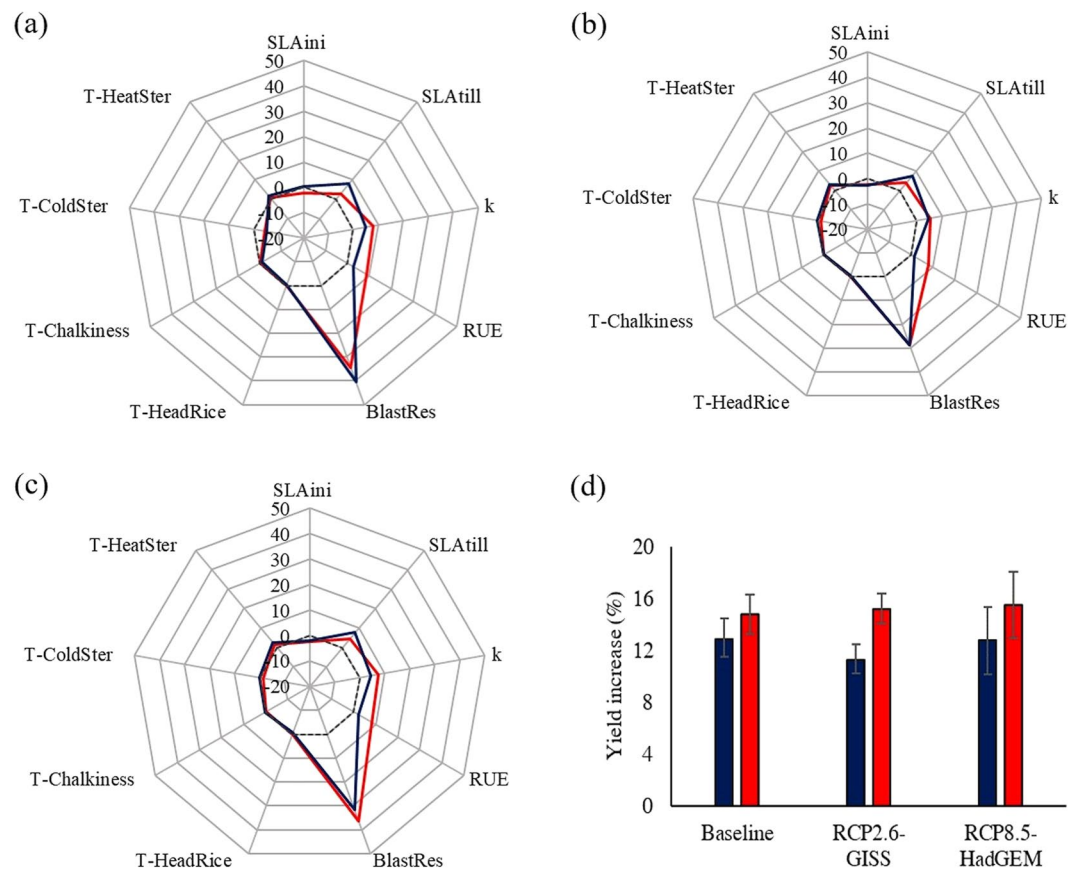 (a)
SLAini
50
40
30
20
10
0
-10
-20
SLAtill
k
RUE
BlastRes
T-HeadRice
T-Chalkiness
T-ColdSter
T-HeatSter
(b)
SLAini
50
40
30
20
10
0
-10
-20
SLAtill
k
RUE
BlastRes
T-HeadRice
T-Chalkiness
T-ColdSter
T-HeatSter
(c)
SLAini
50
40
30
20
10
0
-10
-20
SLAtill
k
RUE
BlastRes
T-HeadRice
T-Chalkiness
T-ColdSter
T-HeatSter
(d)
Yield increase (%)
20
16
12
8
4
0
Baseline
RCP2.6-
GISS
RCP8.5-
HadGEM